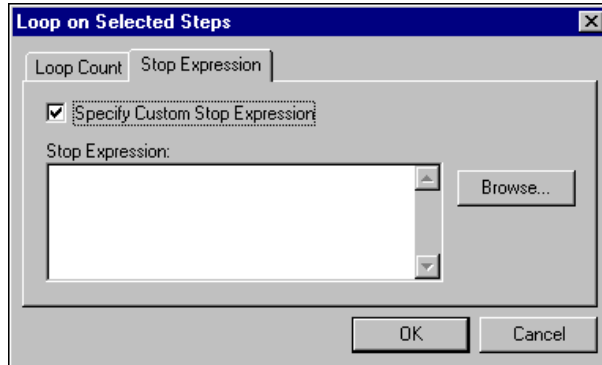 Loop on Selected Steps
Loop Count Stop Expression
Specify Custom Stop Expression
Stop Expression:
Browse...
OK Cancel